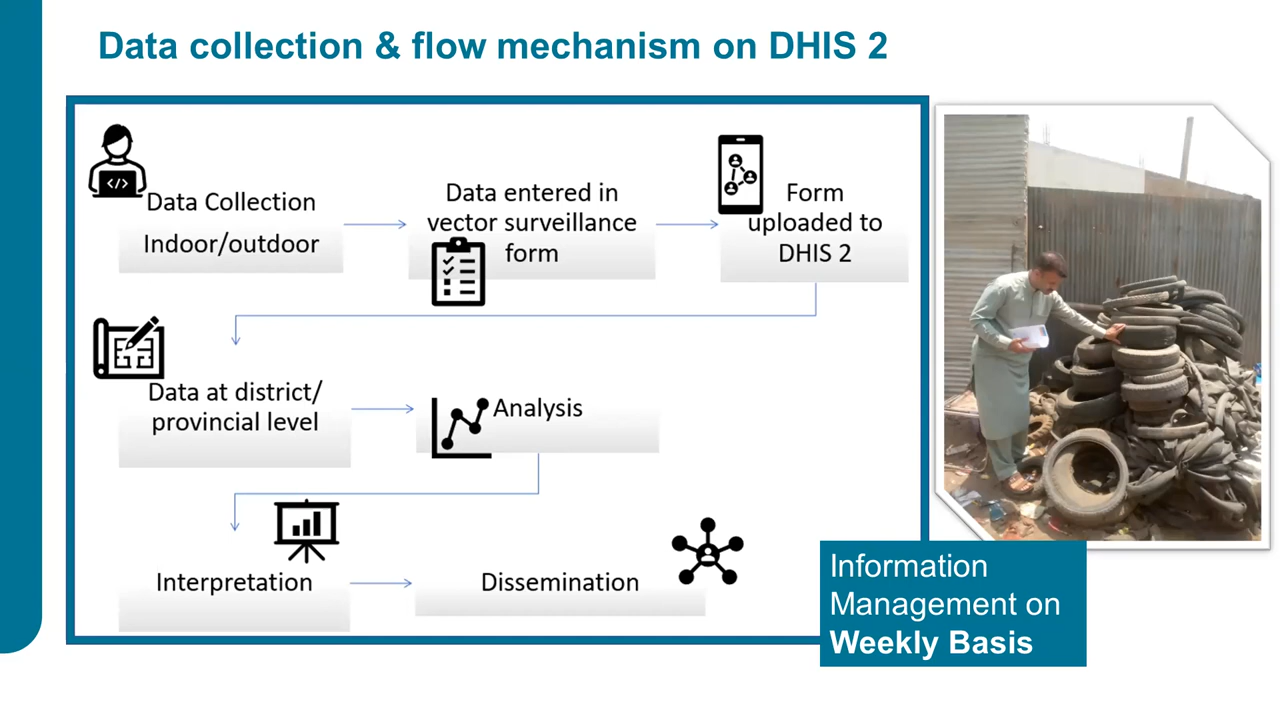 Data collection & flow mechanism on DHIS 2
Data Collection
Indoor/outdoor
Data entered in
vector surveillance
form
Form
uploaded to
DHIS 2
Data at district/
provincial level
Analysis
Interpretation
Dissemination
Information
Management on
Weekly Basis